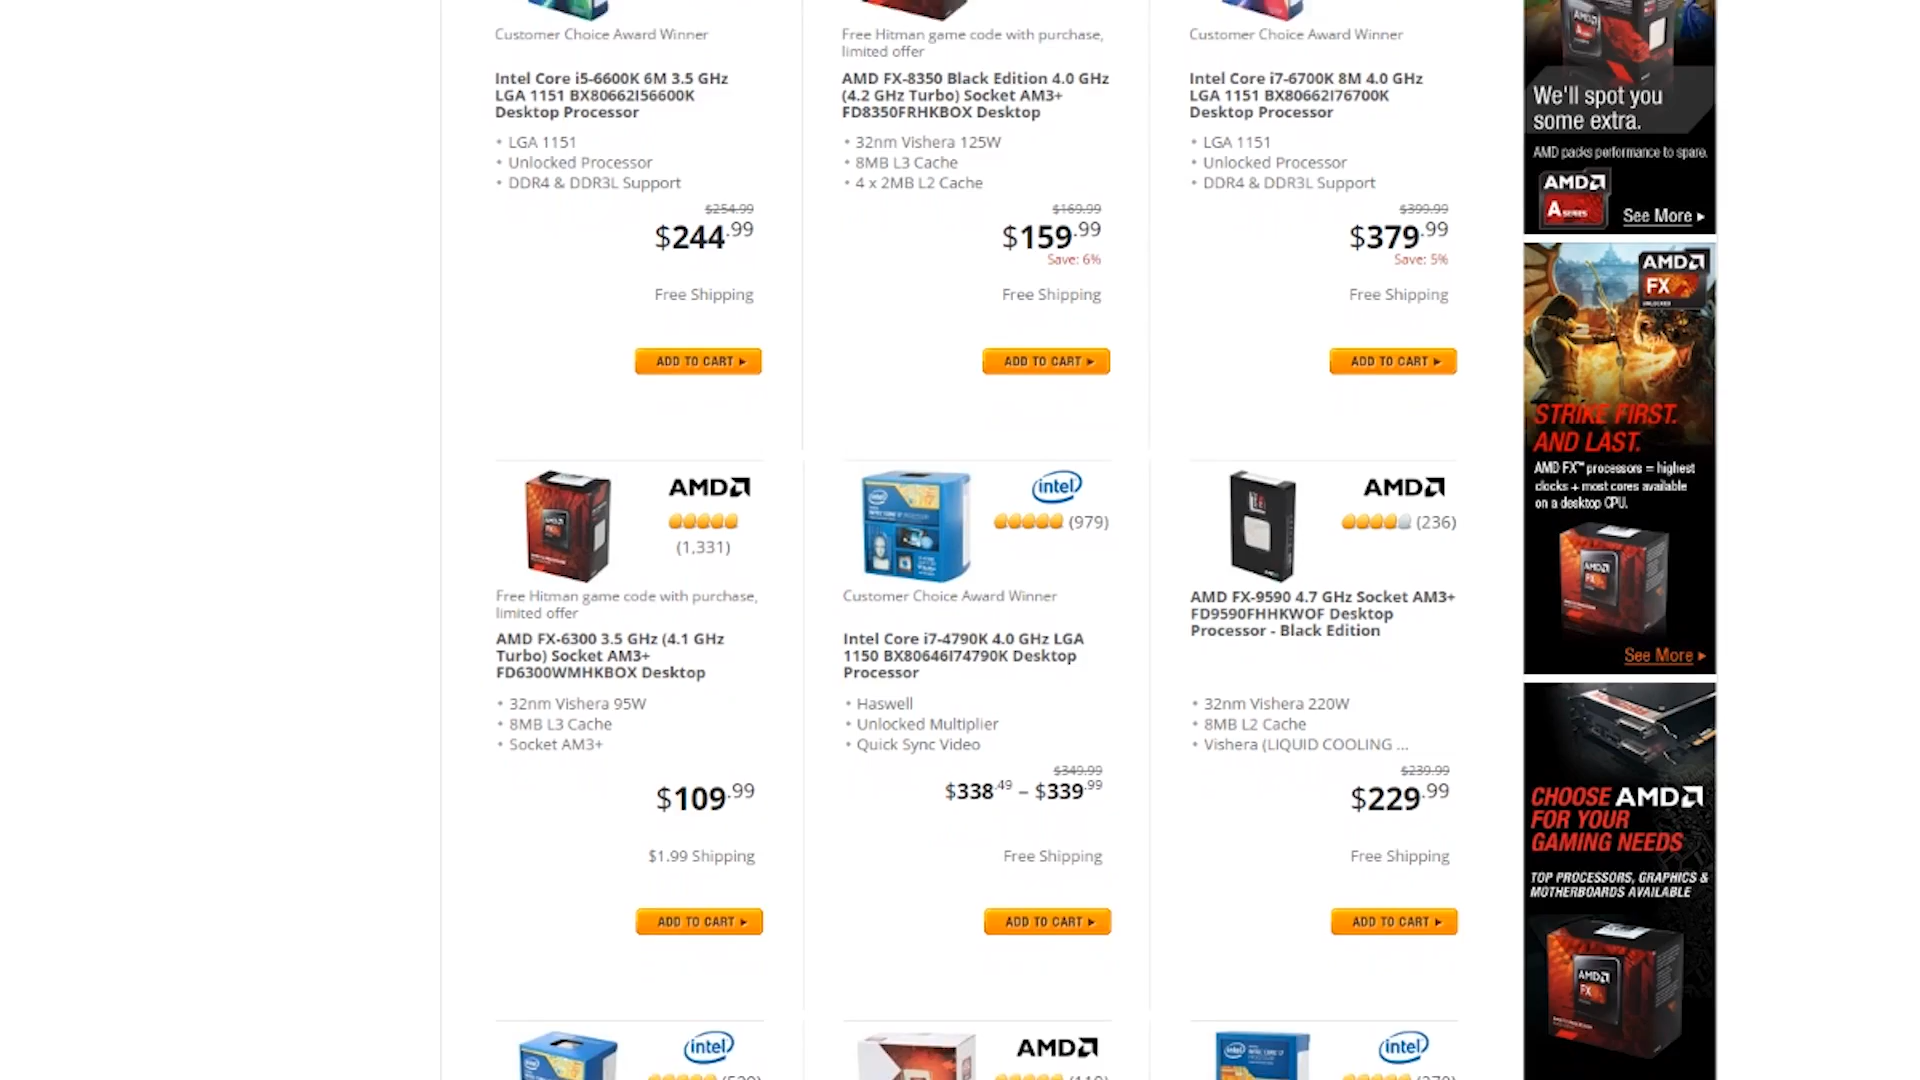 Customer Choice Award Winner
Intel Core i5-6600K 6M 3.5 GHz
LGA 1151 BX80662I56600K
Desktop Processor
• LGA 1151
• Unlocked Processor
• DDR4 & DDR3L Support
$254.99
$244.99
Free Shipping
ADD TO CART ▸
Free Hitman game code with purchase,
limited offer
AMD FX-8350 Black Edition 4.0 GHz
(4.2 GHz Turbo) Socket AM3+
FD8350FRHKBOX Desktop
• 32nm Vishera 125W
• 8MB L3 Cache
• 4 x 2MB L2 Cache
$169.99
$159.99
Save: 6%
Free Shipping
ADD TO CART ▸
Customer Choice Award Winner
Intel Core i7-6700K 8M 4.0 GHz
LGA 1151 BX80662I76700K
Desktop Processor
• LGA 1151
• Unlocked Processor
• DDR4 & DDR3L Support
$399.99
$379.99
Save: 5%
Free Shipping
ADD TO CART ▸
AMD
(1,331)
Free Hitman game code with purchase,
limited offer
AMD FX-6300 3.5 GHz (4.1 GHz
Turbo) Socket AM3+
FD6300WMHKBOX Desktop
• 32nm Vishera 95W
• 8MB L3 Cache
• Socket AM3+
$109.99
$1.99 Shipping
ADD TO CART ▸
intel
(979)
Customer Choice Award Winner
Intel Core i7-4790K 4.0 GHz LGA
1150 BX80646I74790K Desktop
Processor
• Haswell
• Unlocked Multiplier
• Quick Sync Video
$349.99
$338.49 – $339.99
Free Shipping
ADD TO CART ▸
AMD
(236)
AMD FX-9590 4.7 GHz Socket AM3+
FD9590FHHKWOF Desktop
Processor - Black Edition
• 32nm Vishera 220W
• 8MB L2 Cache
• Vishera (LIQUID COOLING ...
$239.99
$229.99
Free Shipping
ADD TO CART ▸
intel
AMD
intel
AMD
We'll spot you
some extra.
AMD packs performance to spare.
AMD
A SERIES
See More ▸
AMD
FX
UNLOCKED
STRIKE FIRST.
AND LAST.
AMD FX™ processors = highest
clocks + most cores available
on a desktop CPU.
AMD
FX
See More ▸
CHOOSE AMD
FOR YOUR
GAMING NEEDS
TOP PROCESSORS, GRAPHICS &
MOTHERBOARDS AVAILABLE
AMD
FX